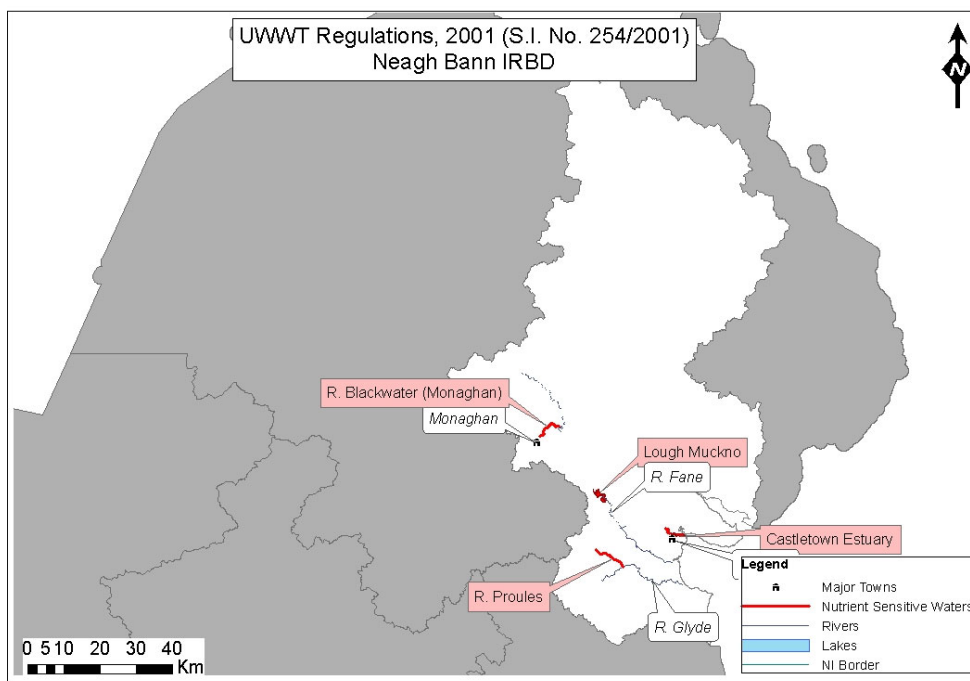 UWWT Regulations, 2001 (S.I. No. 254/2001)
Neagh Bann IRBD
N
R. Blackwater (Monaghan)
Monaghan
Lough Muckno
R. Fane
Castletown Estuary
R. Proules
R. Glyde
Legend
Major Towns
Nutrient Sensitive Waters
Rivers
Lakes
NI Border
0 5 10 20 30 40
Km